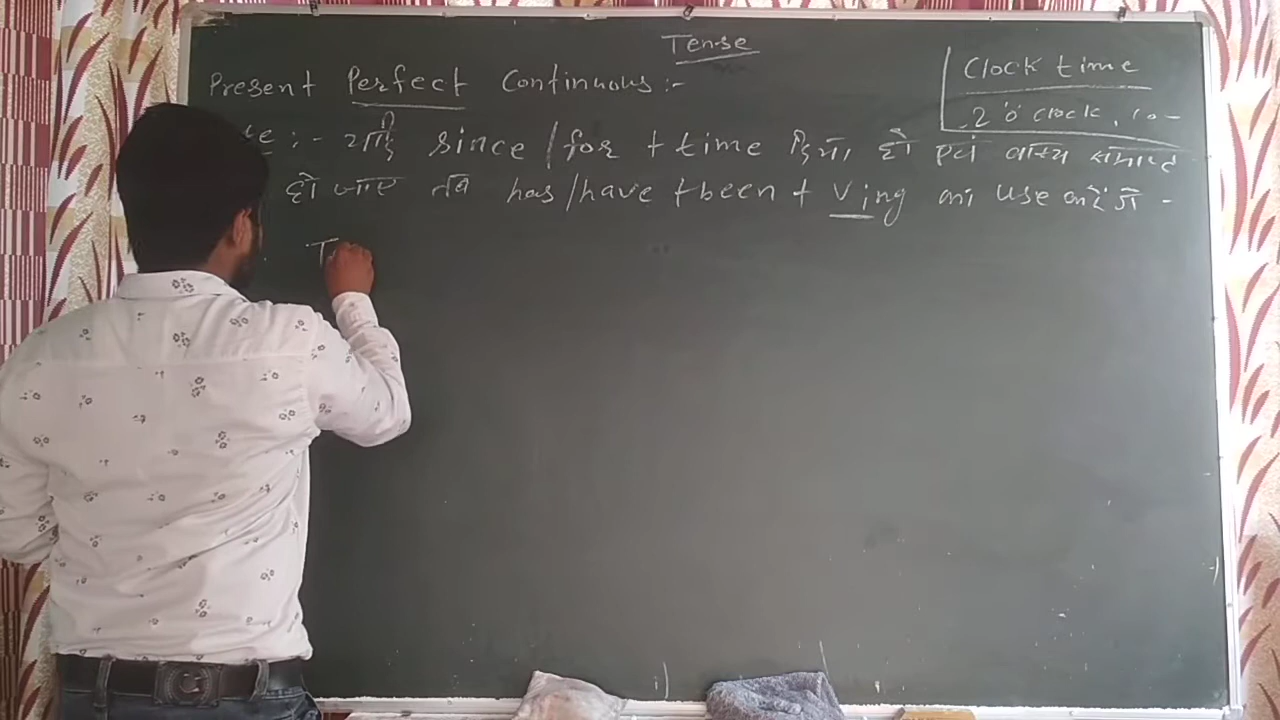 Tense
Present Perfect Continuous :-
Clock time
2 o' clock, 10-
:- यदि since/for + time दिया हो एवं वाक्य समाप्त
हो जाए तब has/have + been + Ving का use करेंगे -
T